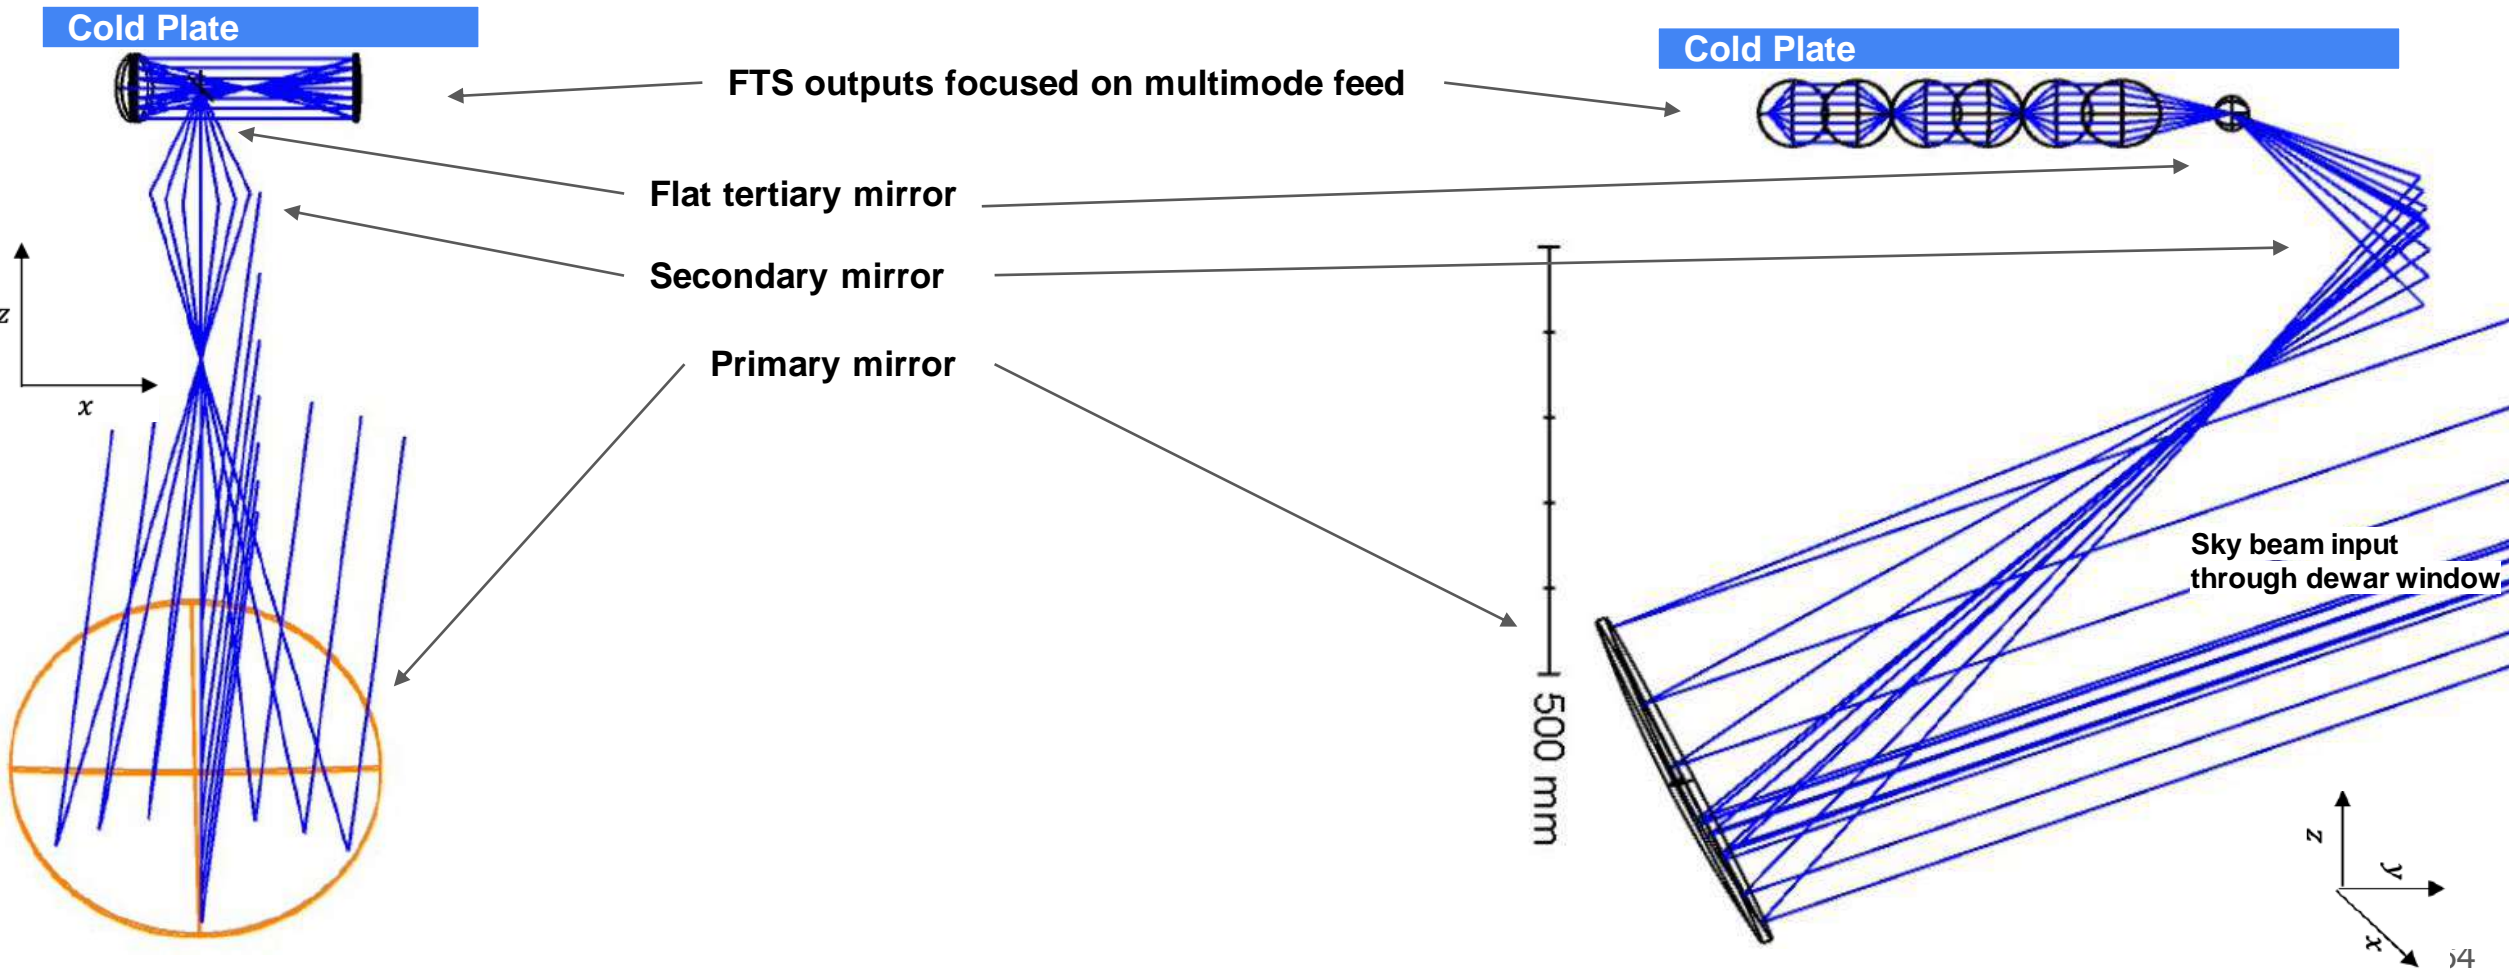 Cold Plate
Cold Plate
FTS outputs focused on multimode feed
Flat tertiary mirror
Secondary mirror
Primary mirror
z
x
500 mm
Sky beam input
through dewar window
z
y
x